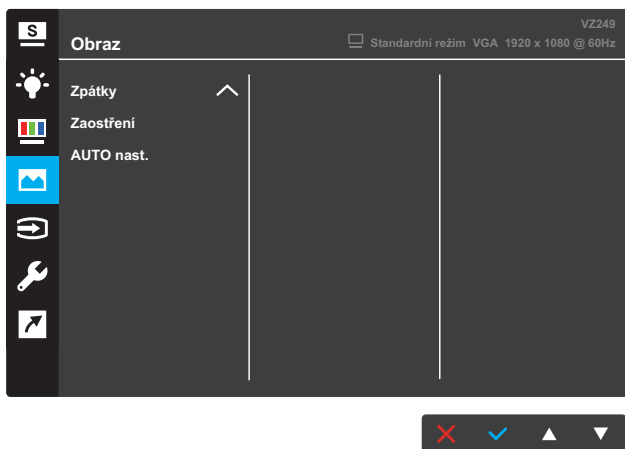 S
VZ249
Obraz
Standardní režim VGA 1920 x 1080 @ 60Hz
Zpátky
Zaostření
AUTO nast.